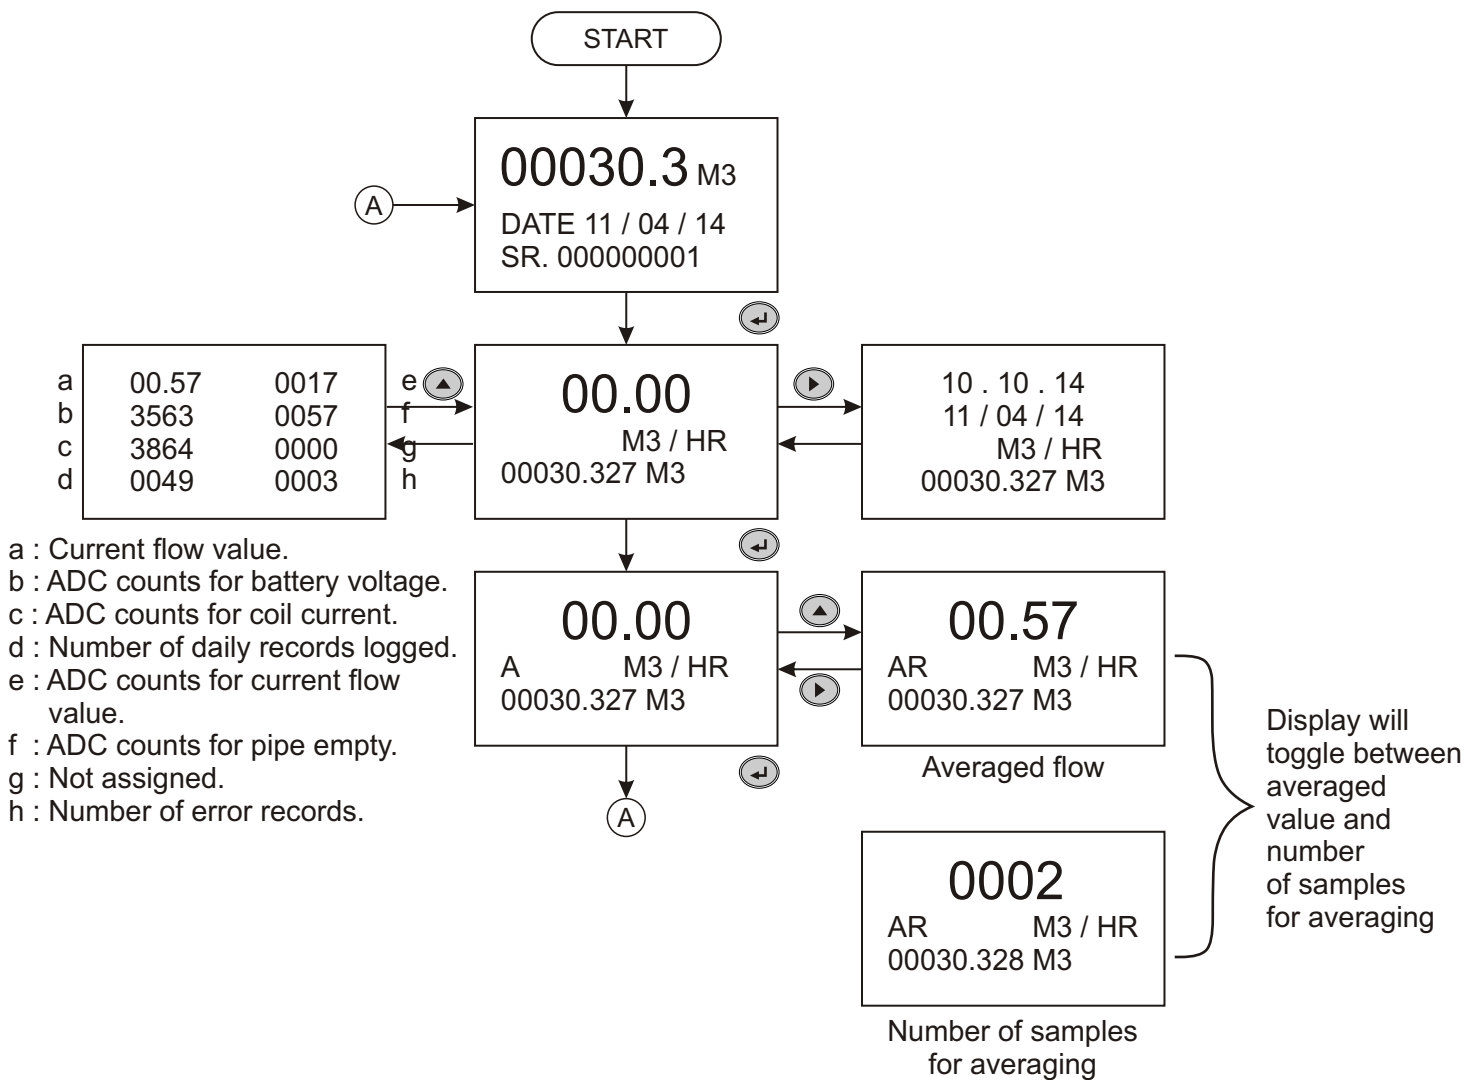 START
00030.3 M3
DATE 11 / 04 / 14
SR. 000000001
A
a 00.57 0017 e
b 3563 0057 f
c 3864 0000 g
d 0049 0003 h
00.00
M3 / HR
00030.327 M3
10 . 10 . 14
11 / 04 / 14
M3 / HR
00030.327 M3
a : Current flow value.
b : ADC counts for battery voltage.
c : ADC counts for coil current.
d : Number of daily records logged.
e : ADC counts for current flow
value.
f : ADC counts for pipe empty.
g : Not assigned.
h : Number of error records.
00.00
A M3 / HR
00030.327 M3
A
00.57
AR M3 / HR
00030.327 M3
Averaged flow
0002
AR M3 / HR
00030.328 M3
Number of samples
for averaging
Display will
toggle between
averaged
value and
number
of samples
for averaging